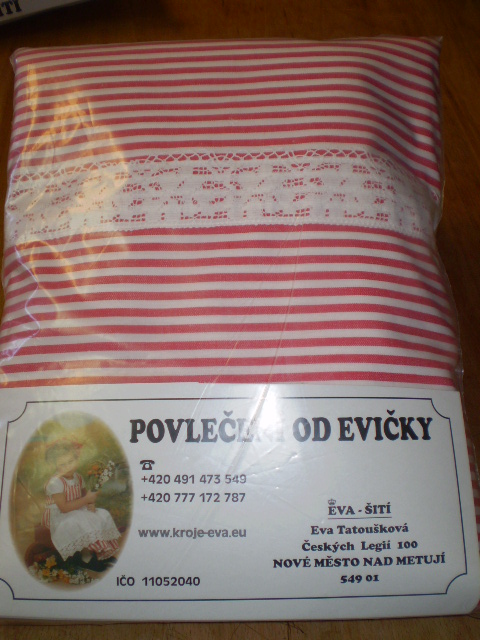 POVLEČENÍ OD EVIČKY
☎
+420 491 473 549
+420 777 172 787
www.kroje-eva.eu
IČO 11052040
EVA - ŠITÍ
Eva Tatoušková
Českých Legií 100
NOVÉ MĚSTO NAD METUJÍ
549 01